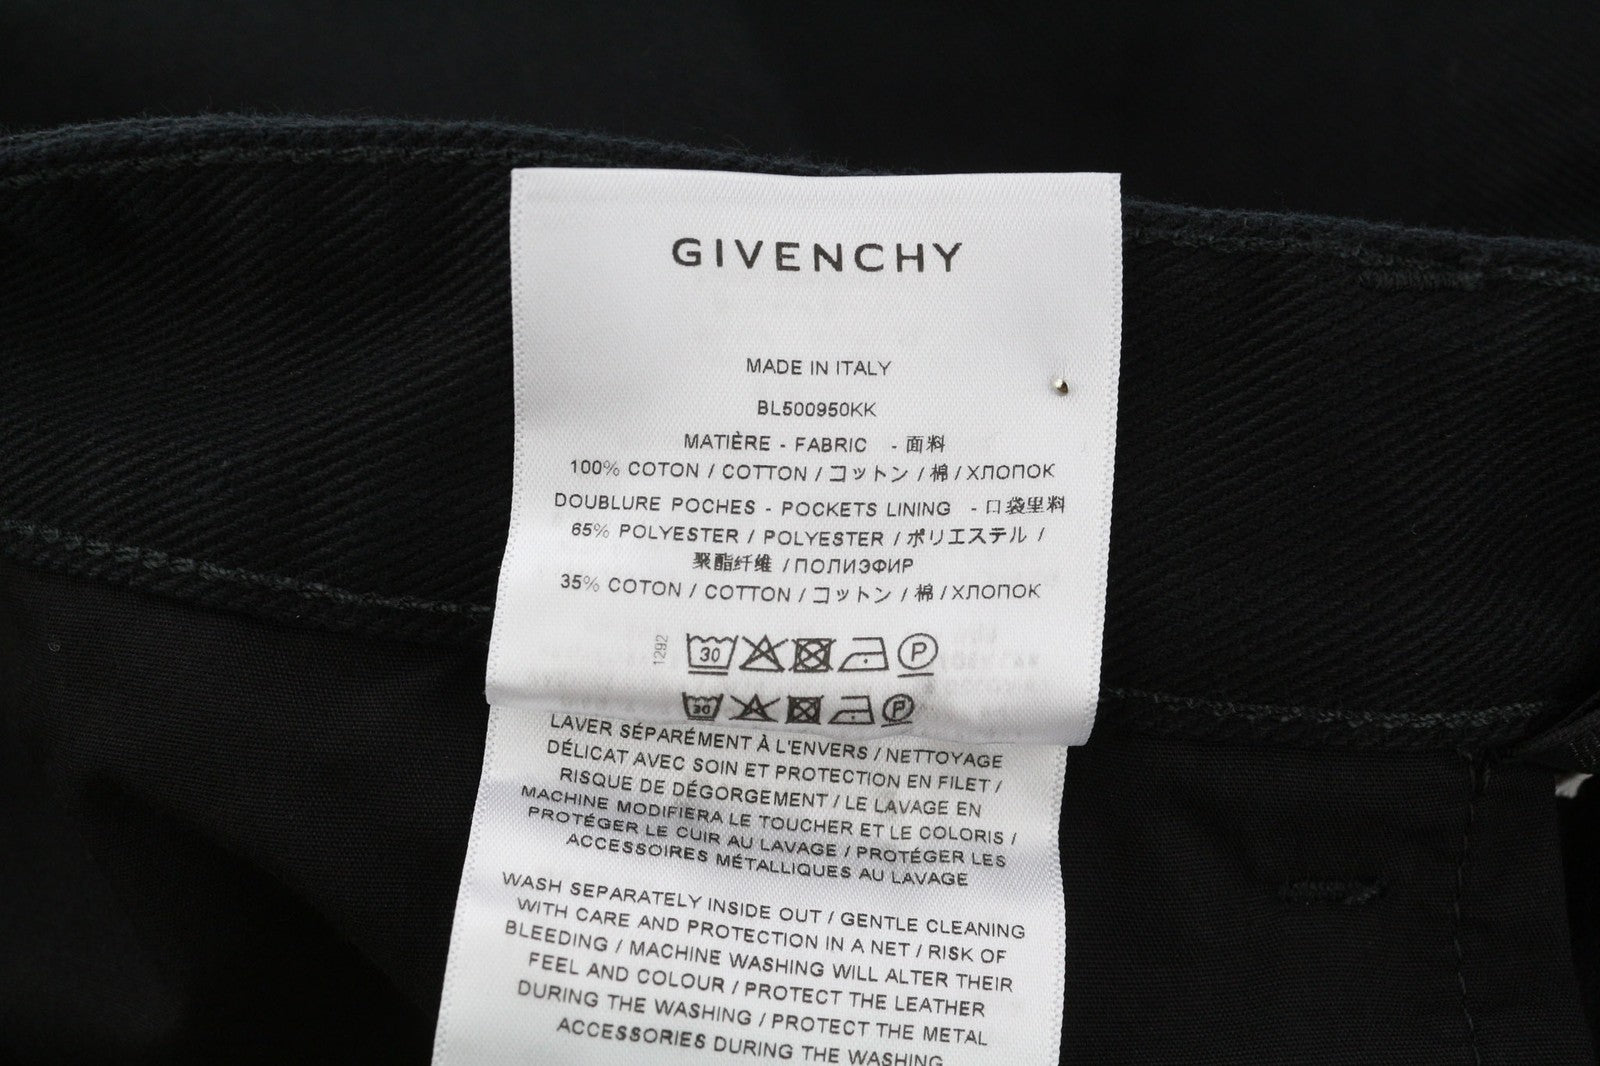 GIVENCHY
MADE IN ITALY
BL500950KK
MATIÈRE - FABRIC - 面料
100% COTON / COTTON / コットン / 棉 / ХЛОПОК
DOUBLURE POCHES - POCKETS LINING - 口袋里料
65% POLYESTER / POLYESTER / ポリエステル /
聚酯纤维 / ПОЛИЭФИР
35% COTON / COTTON / コットン / 棉 / ХЛОПОК
1292
30 P
30 P
LAVER SÉPARÉMENT À L'ENVERS / NETTOYAGE
DÉLICAT AVEC SOIN ET PROTECTION EN FILET /
RISQUE DE DÉGORGEMENT / LE LAVAGE EN
MACHINE MODIFIERA LE TOUCHER ET LE COLORIS /
PROTÉGER LE CUIR AU LAVAGE / PROTÉGER LES
ACCESSOIRES MÉTALLIQUES AU LAVAGE
WASH SEPARATELY INSIDE OUT / GENTLE CLEANING
WITH CARE AND PROTECTION IN A NET / RISK OF
BLEEDING / MACHINE WASHING WILL ALTER THEIR
FEEL AND COLOUR / PROTECT THE LEATHER
DURING THE WASHING / PROTECT THE METAL
ACCESSORIES DURING THE WASHING